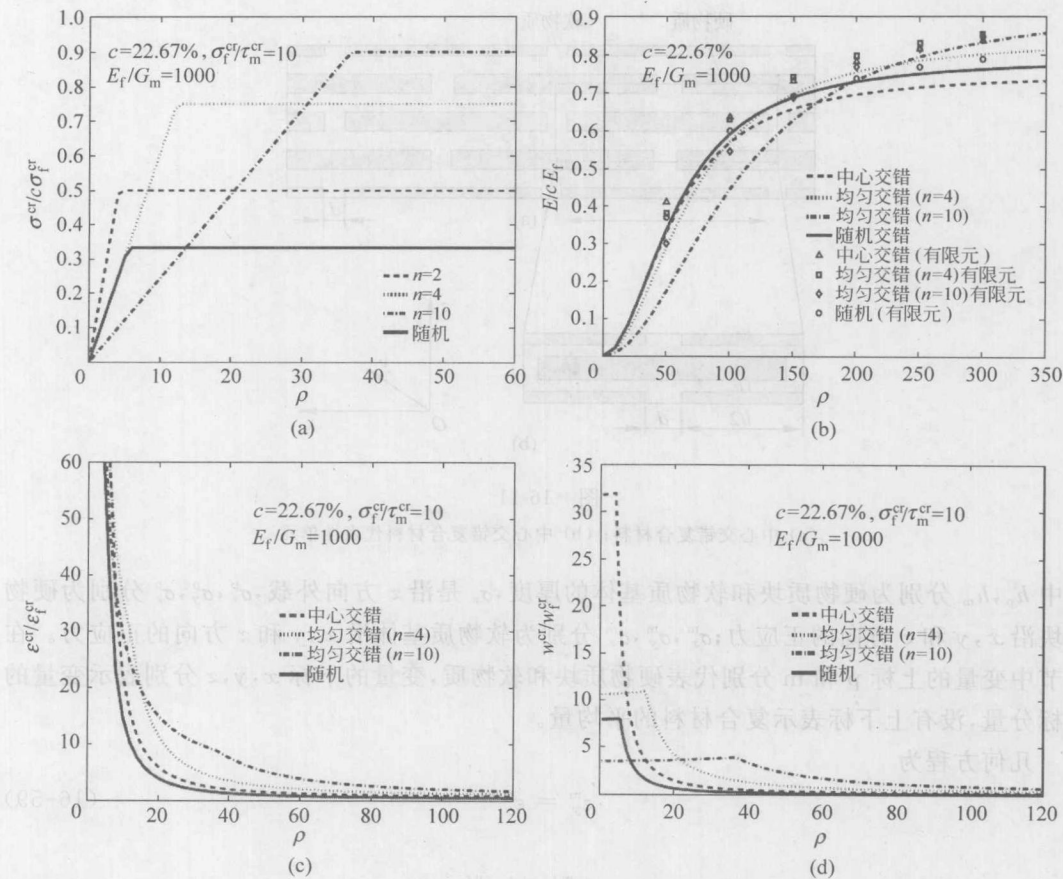 c=22.67%, σ_f^cr/τ_m^cr=10
E_f/G_m=1000
σ^cr/cσ_f^cr
1.0
0.9
0.8
0.7
0.6
0.5
0.4
0.3
0.2
0.1
0 10 20 30 40 50 60
ρ
n=2
n=4
n=10
随机
(a)
c=22.67%
E_f/G_m=1000
E/cE_f
0.9
0.8
0.7
0.6
0.5
0.4
0.3
0.2
0.1
0 50 100 150 200 250 300 350
ρ
中心交错
均匀交错 (n=4)
均匀交错 (n=10)
随机交错
中心交错 (有限元)
均匀交错 (n=4) 有限元
均匀交错 (n=10) 有限元
随机 (有限元)
(b)
c=22.67%, σ_f^cr/τ_m^cr=10
E_f/G_m=1000
ε^cr/ε_f^cr
60
50
40
30
20
10
0 20 40 60 80 100 120
ρ
中心交错
均匀交错 (n=4)
均匀交错 (n=10)
随机
(c)
c=22.67%, σ_f^cr/τ_m^cr=10
E_f/G_m=1000
w^cr/w_f^cr
35
30
25
20
15
10
5
0 20 40 60 80 100 120
ρ
中心交错
均匀交错 (n=4)
均匀交错 (n=10)
随机
(d)